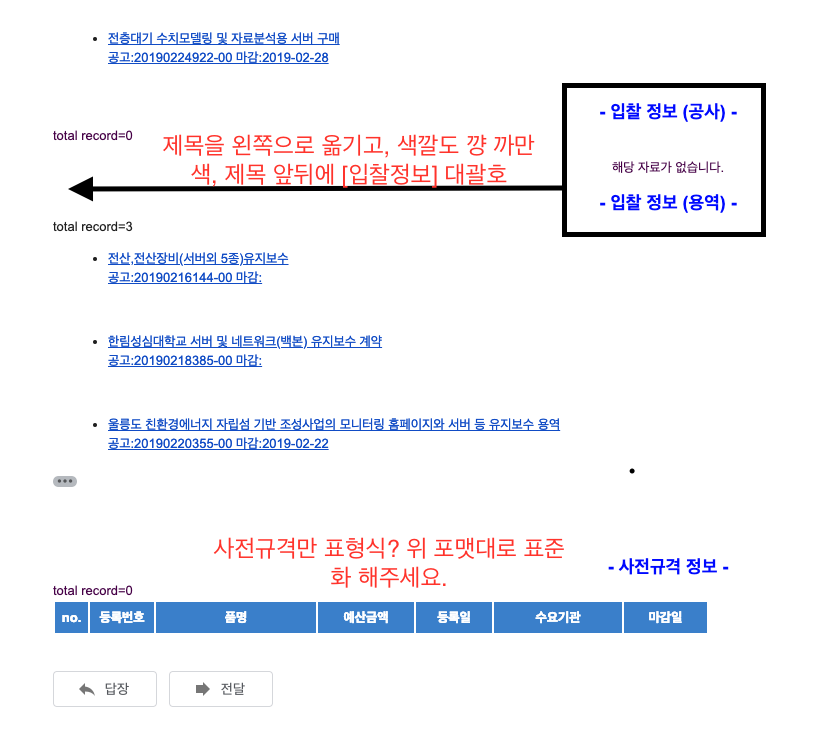 전층대기 수치모델링 및 자료분석용 서버 구매
공고:20190224922-00 마감:2019-02-28
- 입찰 정보 (공사) -
total record=0
제목을 왼쪽으로 옮기고, 색깔도 꺙 까만
색, 제목 앞뒤에 [입찰정보] 대괄호
해당 자료가 없습니다.
- 입찰 정보 (용역) -
total record=3
전산,전산장비(서버외 5종)유지보수
공고:20190216144-00 마감:
한림성심대학교 서버 및 네트워크(백본) 유지보수 계약
공고:20190218385-00 마감:
울릉도 친환경에너지 자립섬 기반 조성사업의 모니터링 홈페이지와 서버 등 유지보수 용역
공고:20190220355-00 마감:2019-02-22
사전규격만 표형식? 위 포맷대로 표준
화 해주세요.
- 사전규격 정보 -
total record=0
no. 등록번호 품명 예산금액 등록일 수요기관 마감일
답장 전달